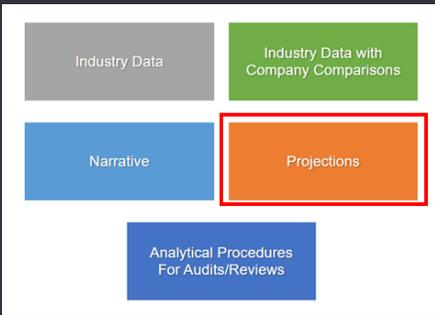 Industry Data
Industry Data with
Company Comparisons
Narrative
Projections
Analytical Procedures
For Audits/Reviews